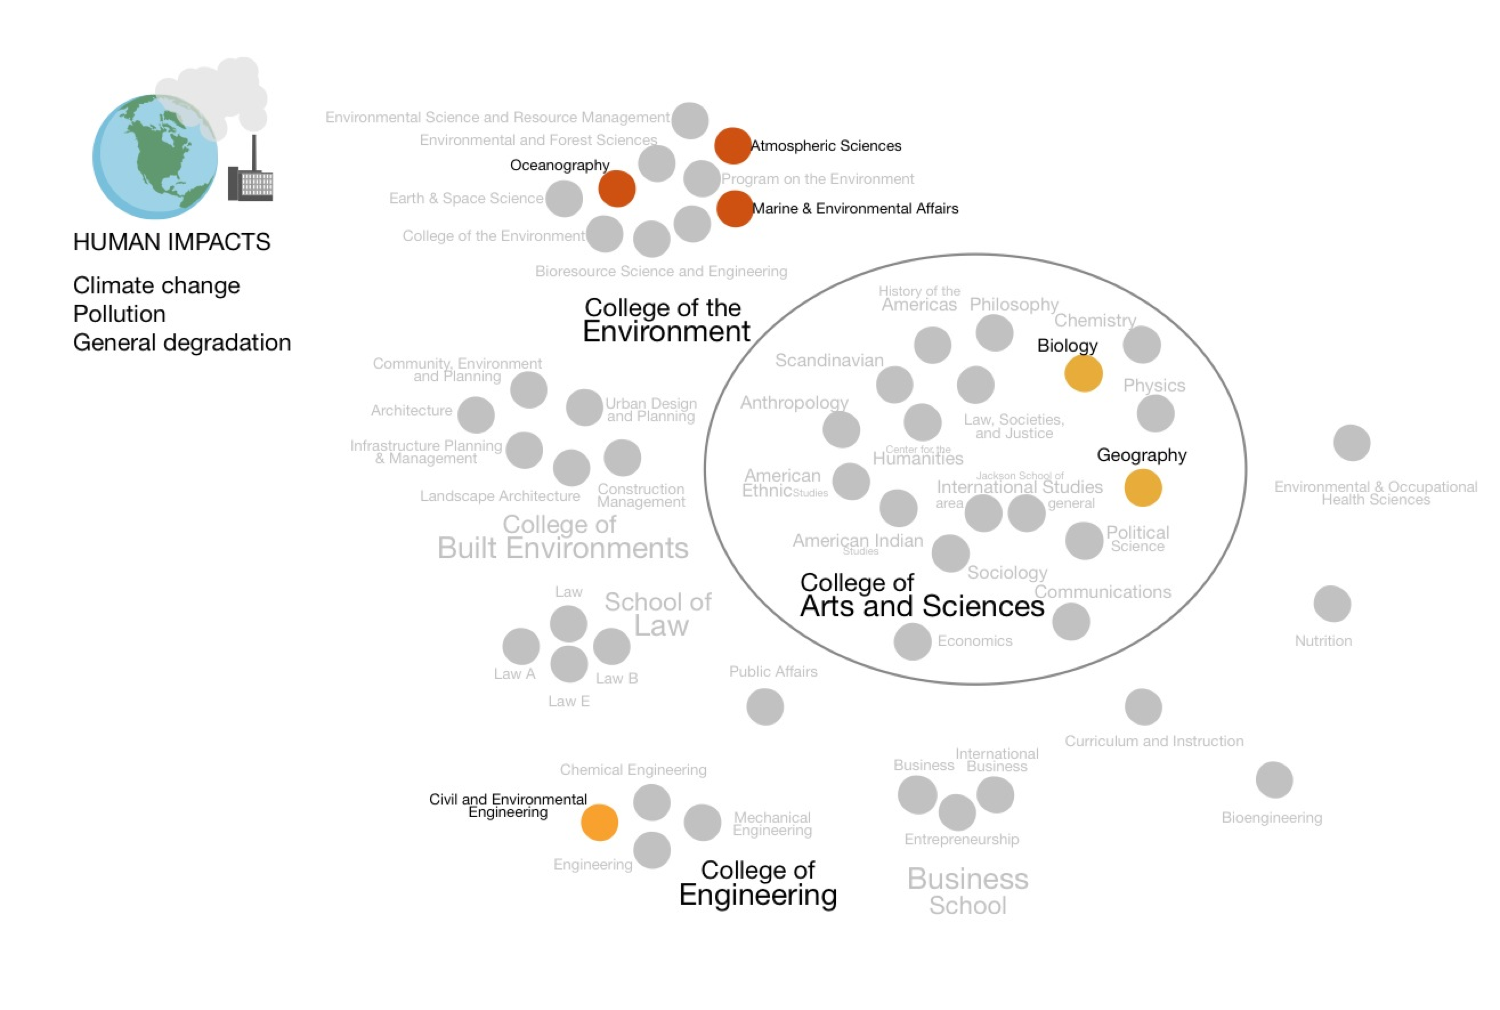 HUMAN IMPACTS
Climate change
Pollution
General degradation
Environmental Science and Resource Management
Environmental and Forest Sciences
Atmospheric Sciences
Oceanography
Program on the Environment
Earth & Space Science
Marine & Environmental Affairs
College of the Environment
Bioresource Science and Engineering
College of the
Environment
Community, Environment
and Planning
Architecture
Urban Design
and Planning
Infrastructure Planning
& Management
Landscape Architecture
Construction
Management
College of
Built Environments
History of the
Americas
Philosophy
Chemistry
Biology
Scandinavian
Physics
Anthropology
Law, Societies,
and Justice
Center for the
Humanities
Geography
American
Ethnic Studies
Jackson School of
International Studies
area
general
American Indian
Studies
Political
Science
Sociology
College of
Arts and Sciences
Communications
Economics
Environmental & Occupational
Health Sciences
Nutrition
Law
School of
Law
Law A
Law B
Law E
Public Affairs
Curriculum and Instruction
Bioengineering
Chemical Engineering
Civil and Environmental
Engineering
Mechanical
Engineering
Engineering
College of
Engineering
Business
International
Business
Entrepreneurship
Business
School